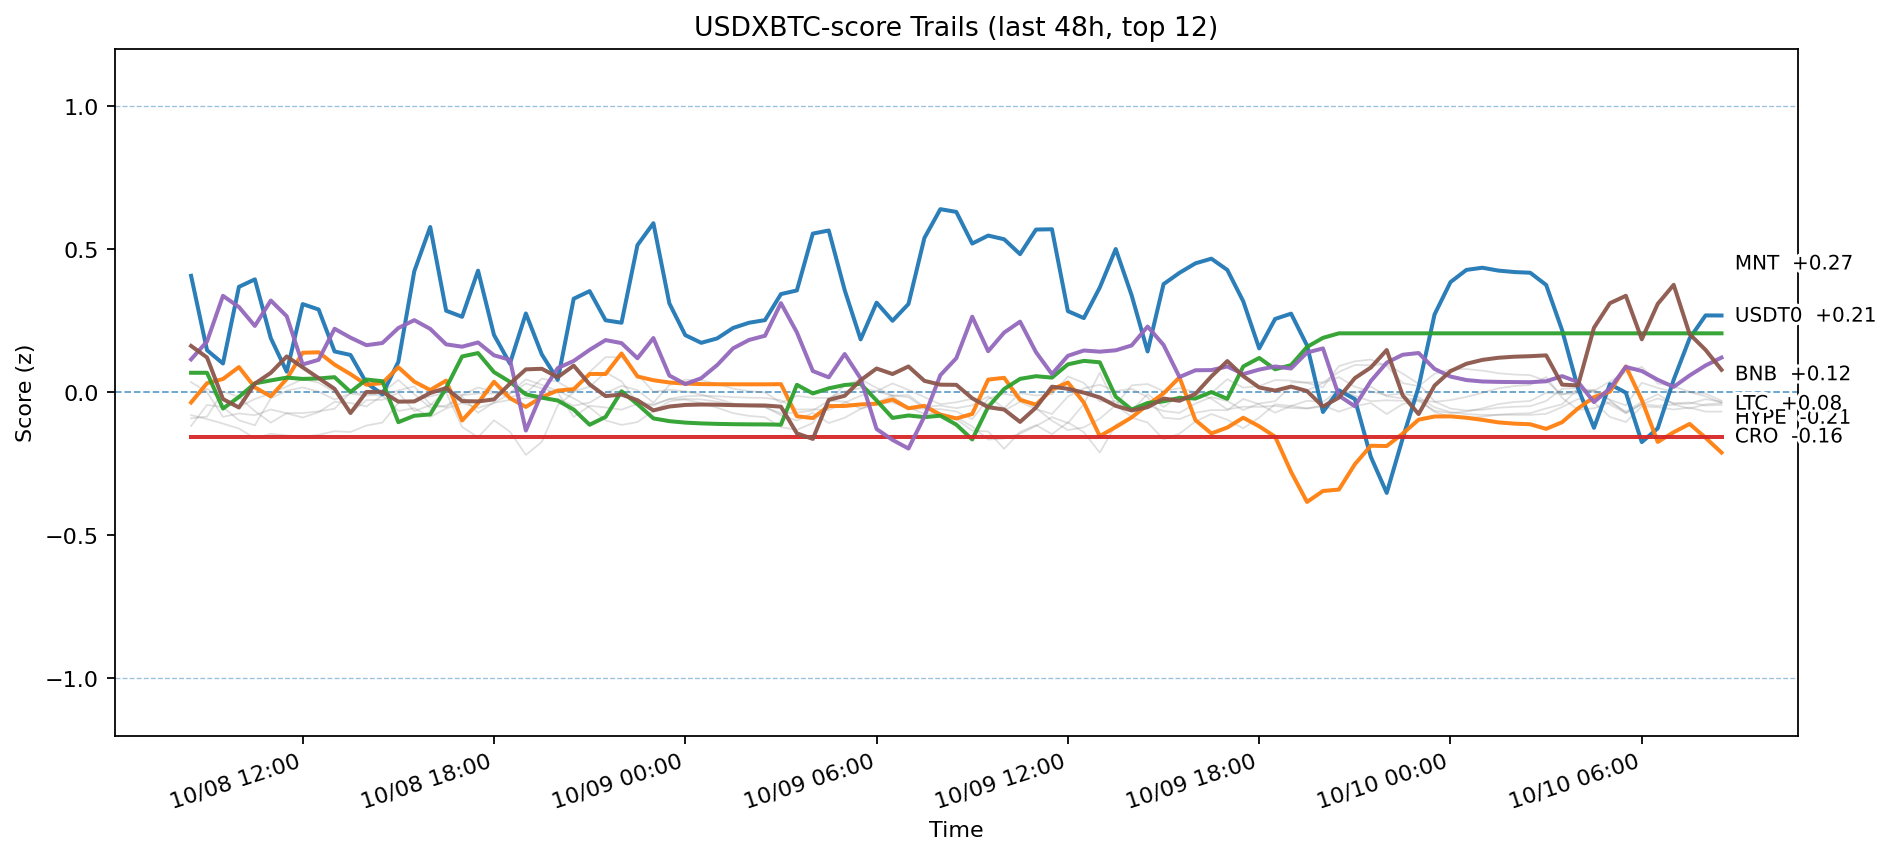 USDXBTC-score Trails (last 48h, top 12)
Score (z)
1.0
0.5
0.0
−0.5
−1.0
MNT +0.27
USDT0 +0.21
BNB +0.12
LTC +0.08
HYPE -0.21
CRO -0.16
10/08 12:00
10/08 18:00
10/09 00:00
10/09 06:00
10/09 12:00
10/09 18:00
10/10 00:00
10/10 06:00
Time